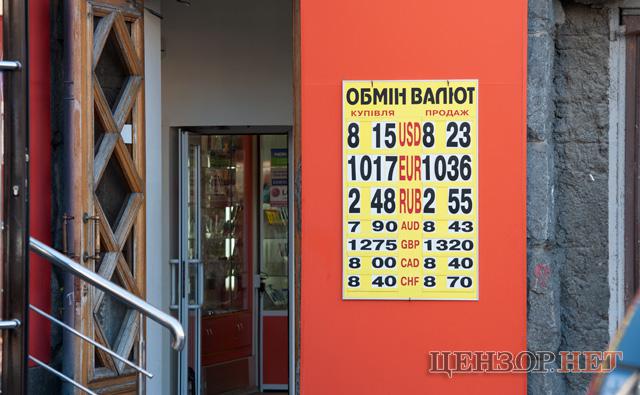 ОБМІН ВАЛЮТ
КУПІВЛЯ ПРОДАЖ
8 15 USD 8 23
1017 EUR 1036
2 48 RUB 2 55
7 90 AUD 8 43
1275 GBP 1320
8 00 CAD 8 40
8 40 CHF 8 70
ЦЕНЗОР.НЕТ